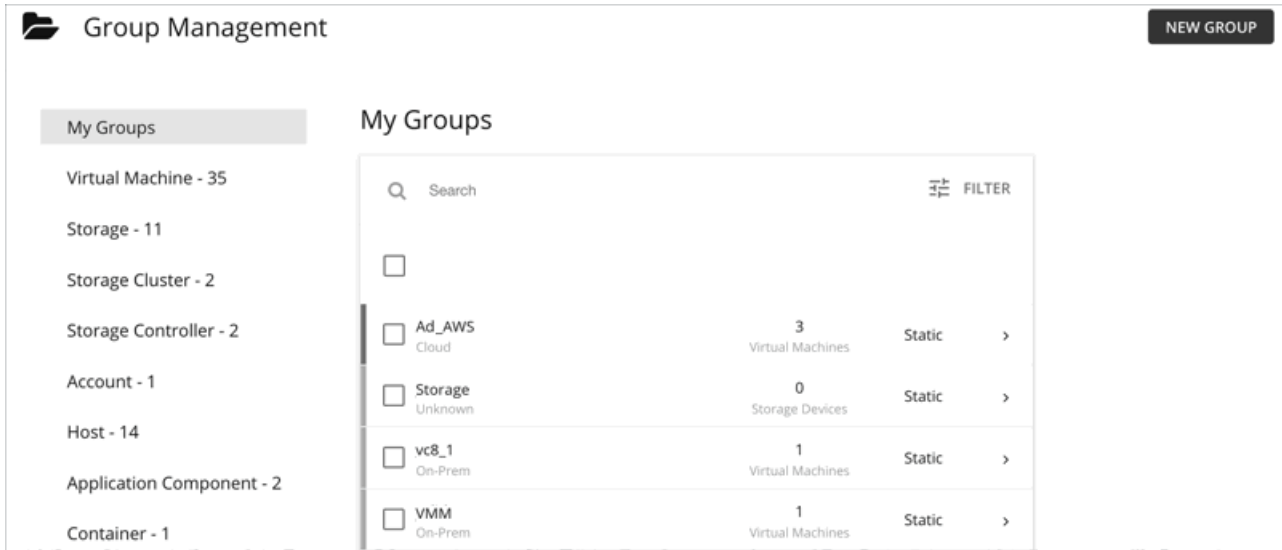 Group Management
NEW GROUP
My Groups
Virtual Machine - 35
Storage - 11
Storage Cluster - 2
Storage Controller - 2
Account - 1
Host - 14
Application Component - 2
Container - 1
My Groups
Search
FILTER
Ad_AWS
Cloud
3
Virtual Machines
Static
Storage
Unknown
0
Storage Devices
Static
vc8_1
On-Prem
1
Virtual Machines
Static
VMM
On-Prem
1
Virtual Machines
Static